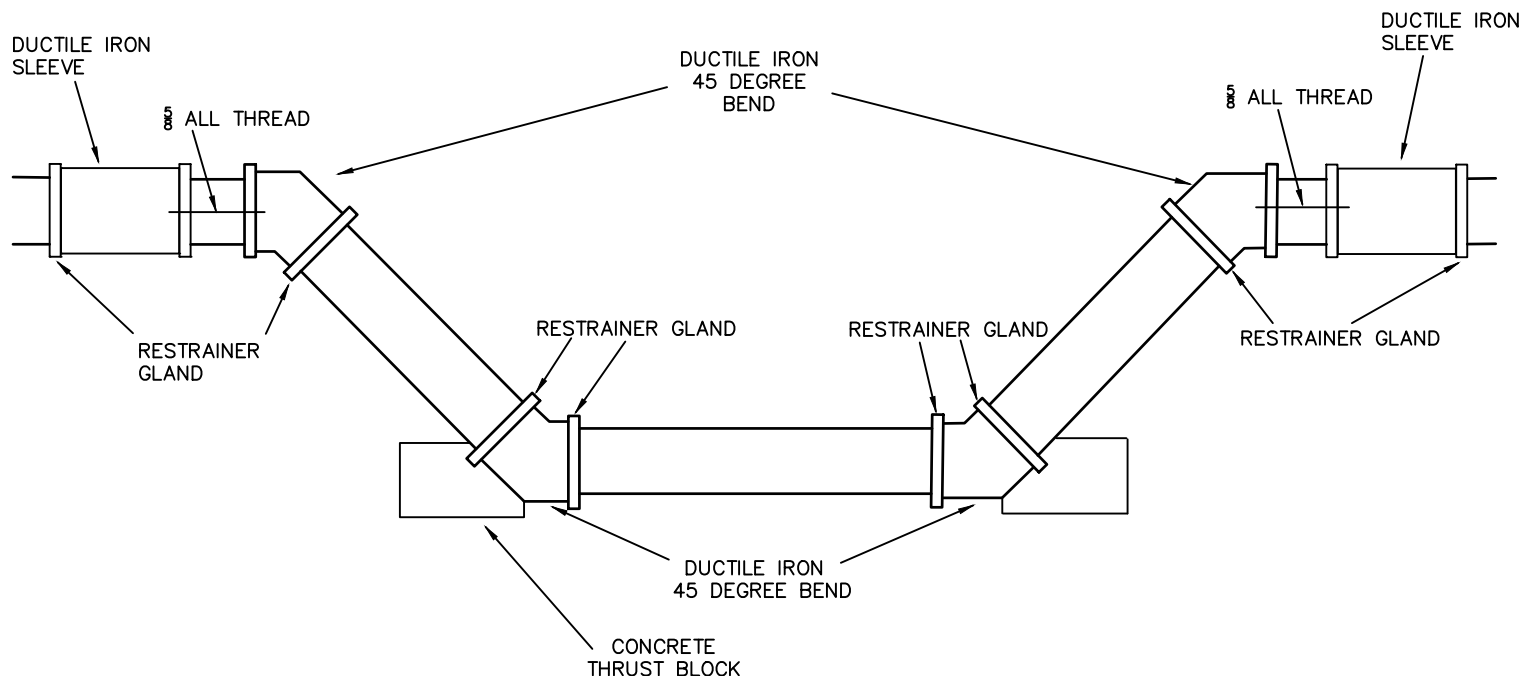 DUCTILE IRON
SLEEVE
5/8 ALL THREAD
DUCTILE IRON
45 DEGREE
BEND
5/8 ALL THREAD
DUCTILE IRON
SLEEVE
RESTRAINER
GLAND
RESTRAINER GLAND
RESTRAINER GLAND
RESTRAINER GLAND
DUCTILE IRON
45 DEGREE BEND
CONCRETE
THRUST BLOCK